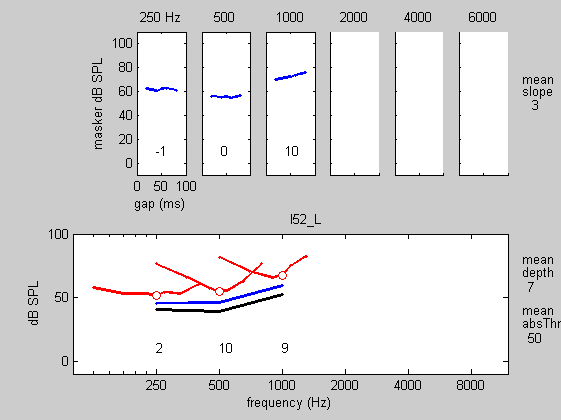 250 Hz 500 1000 2000 4000 6000
100
80
60
40
20
0
masker dB SPL
-1 0 10
mean
slope
3
0 50 100
gap (ms)
I52_L
100
50
0
dB SPL
2 10 9
mean
depth
7
mean
absThr
50
250 500 1000 2000 4000 8000
frequency (Hz)